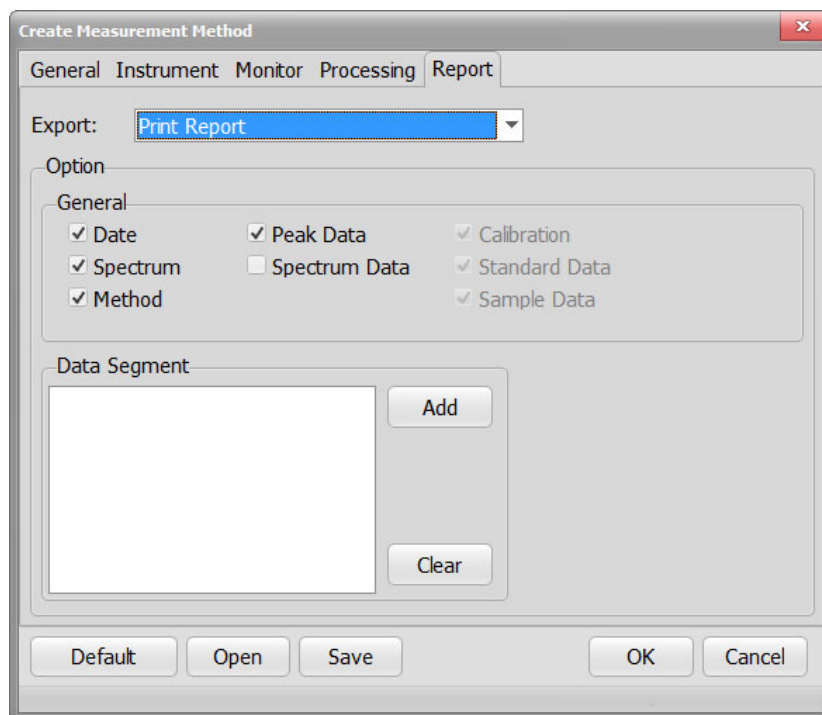 Create Measurement Method
General Instrument Monitor Processing Report
Export: Print Report
Option
General
Date Peak Data Calibration
Spectrum Spectrum Data Standard Data
Method Sample Data
Data Segment
Add
Clear
Default Open Save OK Cancel